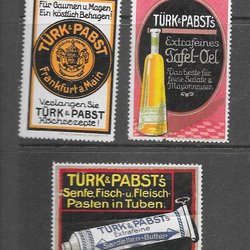 Für Gaumen u. Magen
Ein köstlich Behagen!
TÜRK & PABST
Frankfurt a. Main
Verlangen Sie
TÜRK & PABST
Kochrezepte!
TÜRK & PABST's
Extrafeines
Tafel-Oel
Das beste für
feine Salate &
Mayonnaisen
TÜRK & PABST's
Senfe, Fisch- u. Fleisch-
Pasten in Tuben.
TÜRK & PABST's
Extrafeine
Sardellen-Butter